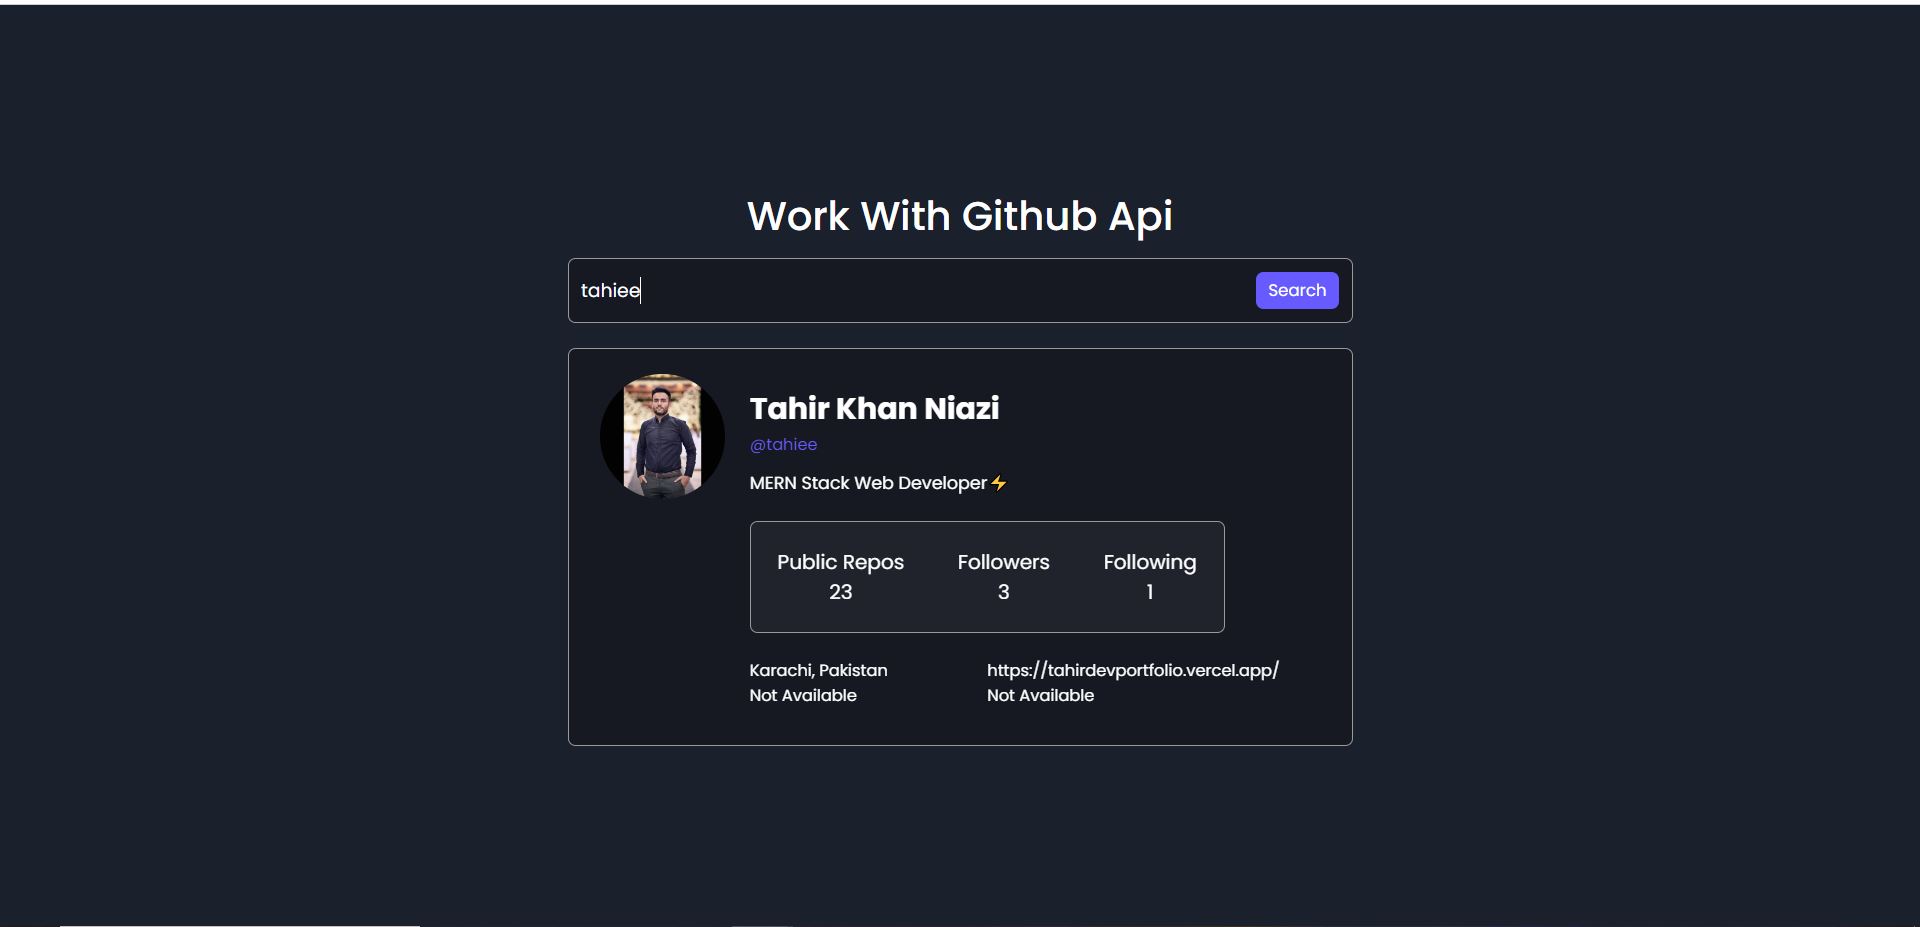 Work With Github Api
tahiee
Search
Tahir Khan Niazi
@tahiee
MERN Stack Web Developer⚡
Public Repos Followers Following
23 3 1
Karachi, Pakistan https://tahirdevportfolio.vercel.app/
Not Available Not Available